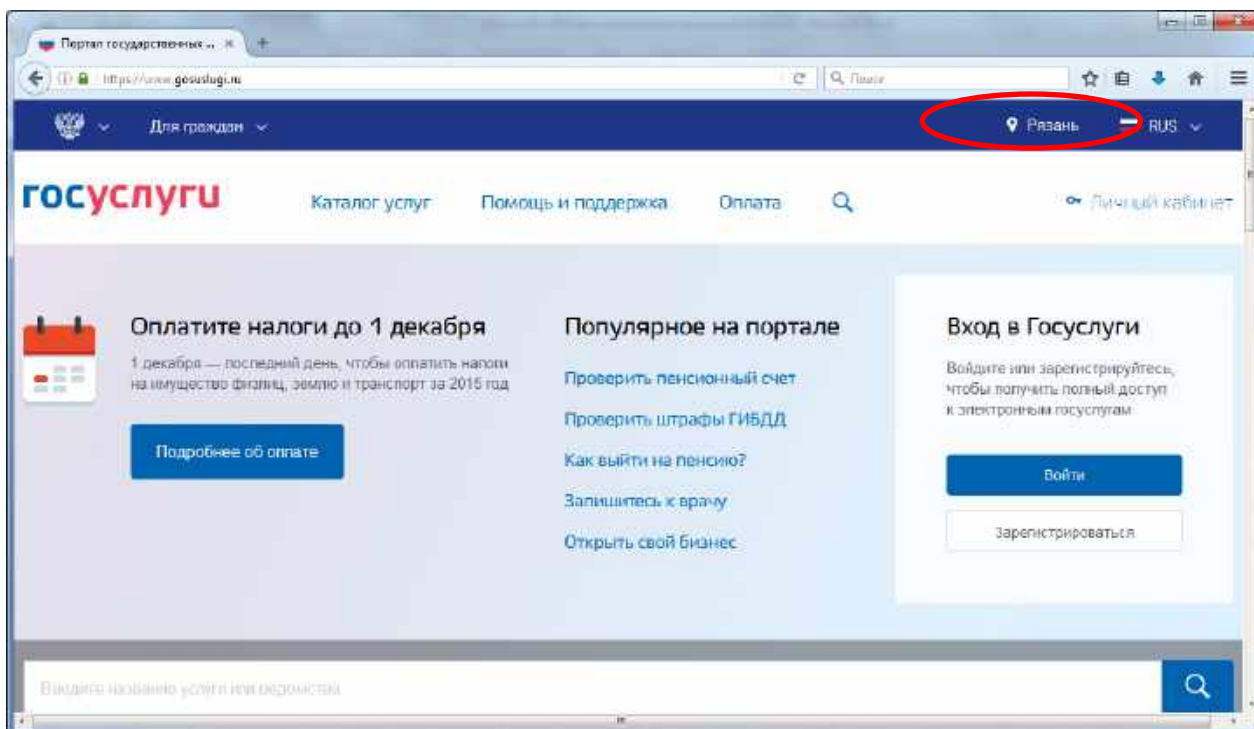 Портал государственных ...
https://www.gosuslugi.ru
Поиск
Для граждан
Рязань
RUS
госуслуги
Каталог услуг
Помощь и поддержка
Оплата
Личный кабинет
Оплатите налоги до 1 декабря
1 декабря — последний день, чтобы оплатить налоги
на имущество физлиц, землю и транспорт за 2015 год
Подробнее об оплате
Популярное на портале
Проверить пенсионный счет
Проверить штрафы ГИБДД
Как выйти на пенсию?
Запишитесь к врачу
Открыть свой бизнес
Вход в Госуслуги
Войдите или зарегистрируйтесь,
чтобы получить полный доступ
к электронным госуслугам
Войти
Зарегистрироваться
Введите название услуги или ведомства